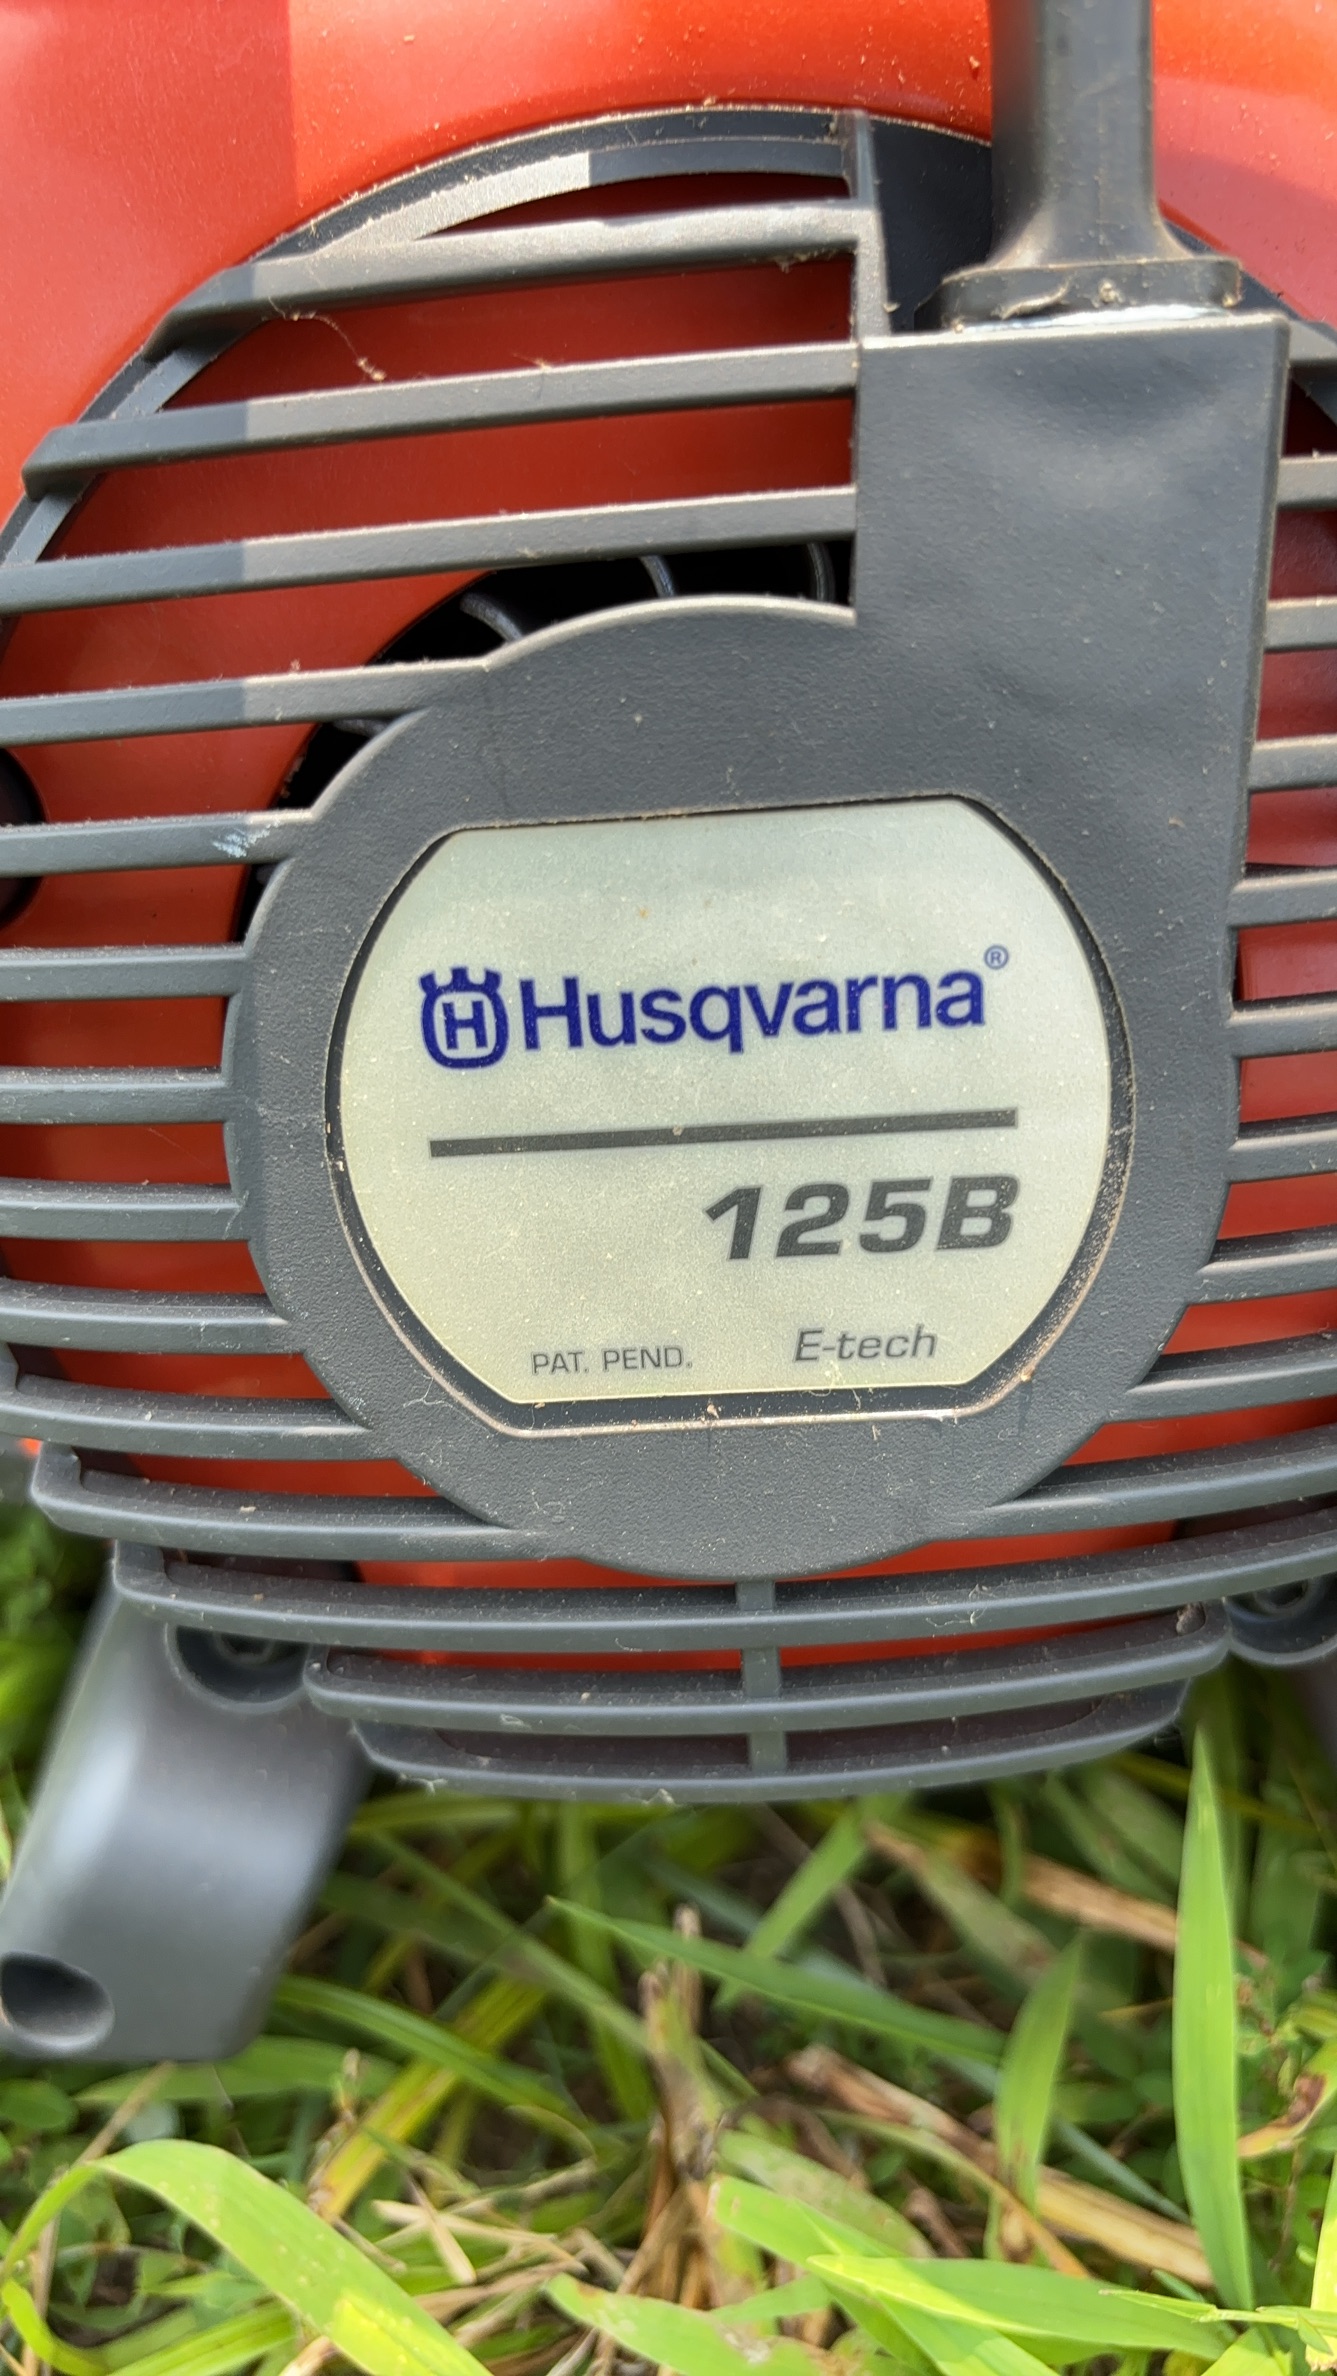 H Husqvarna®
125B
PAT. PEND. E-tech